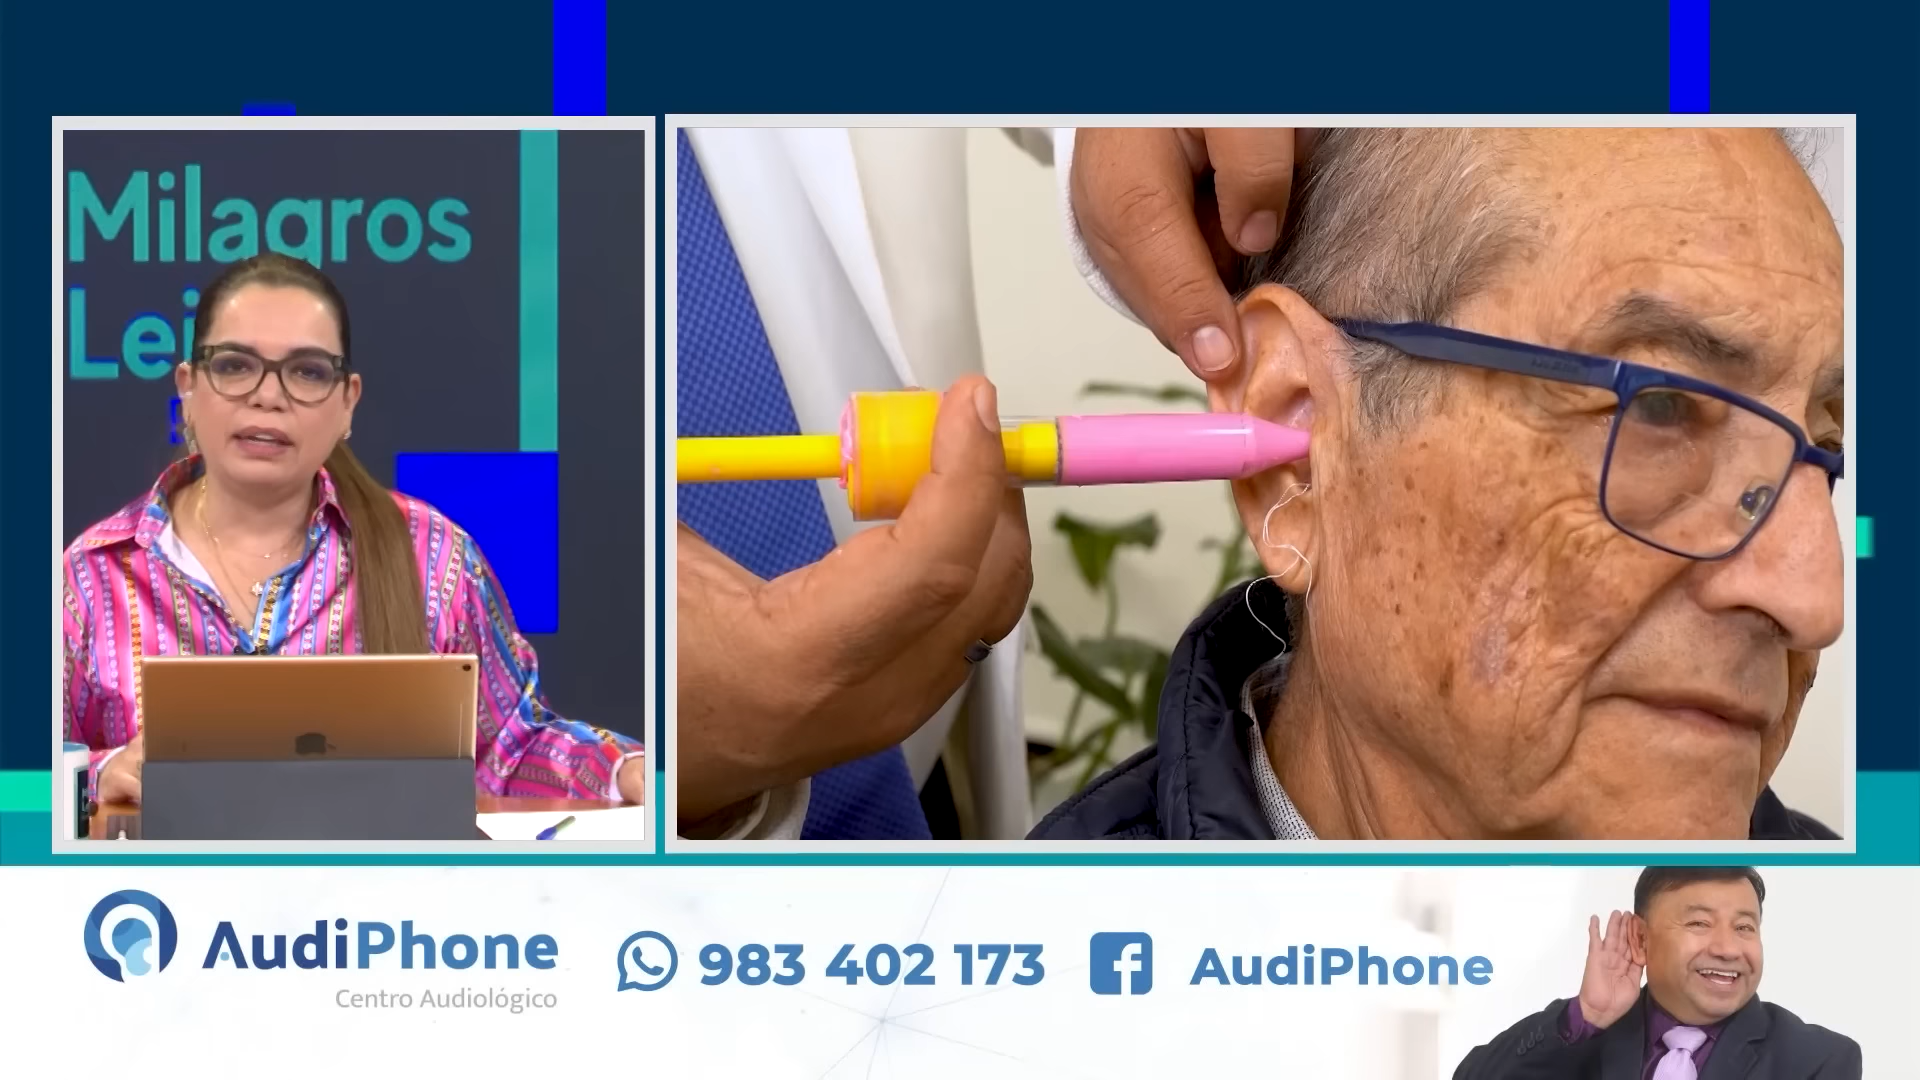 Milagros
Lei
AudiPhone
Centro Audiológico
983 402 173
AudiPhone